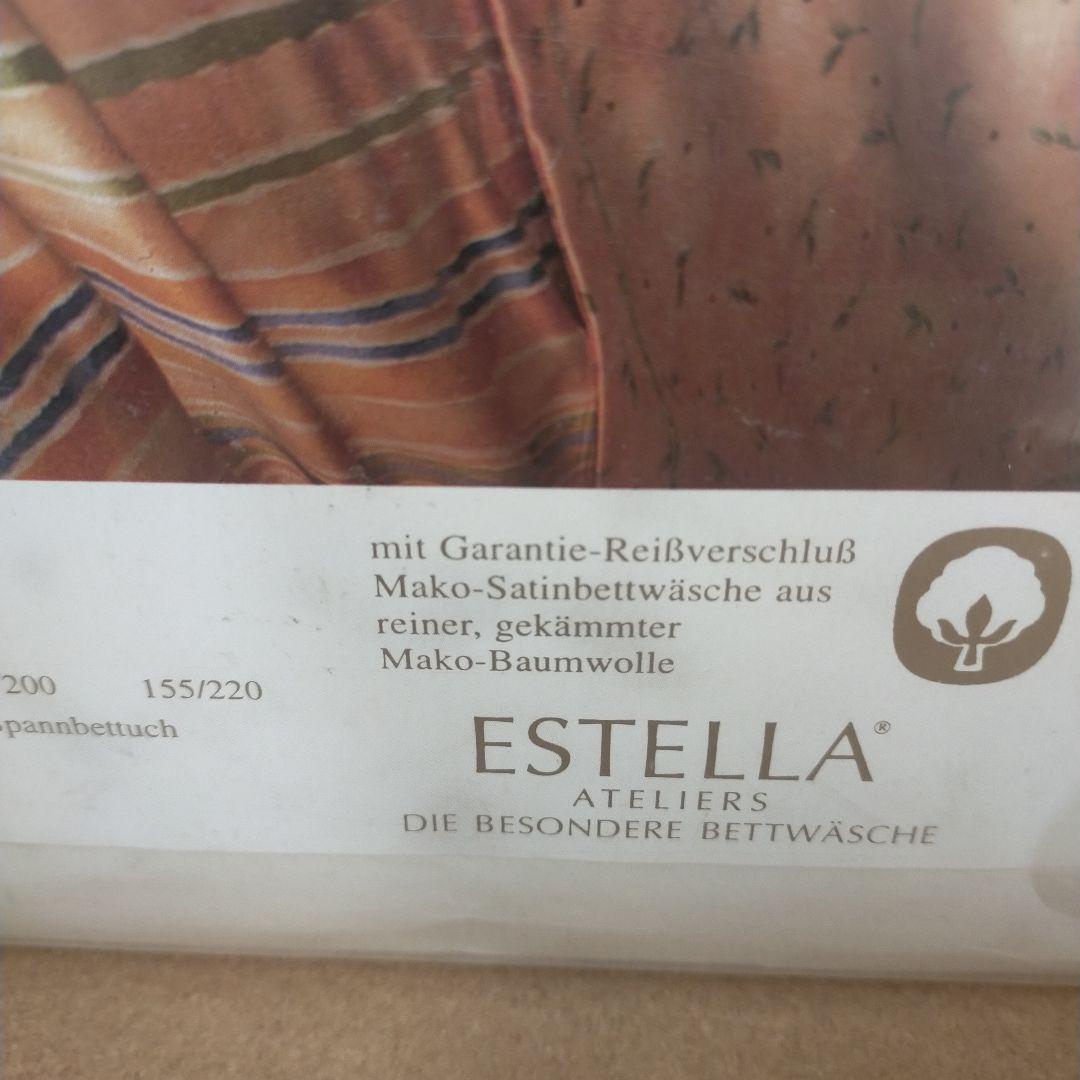 mit Garantie-Reißverschluß
Mako-Satinbettwäsche aus
reiner, gekämmter
Mako-Baumwolle
200 155/220
pannbettuch
ESTELLA®
ATELIERS
DIE BESONDERE BETTWÄSCHE